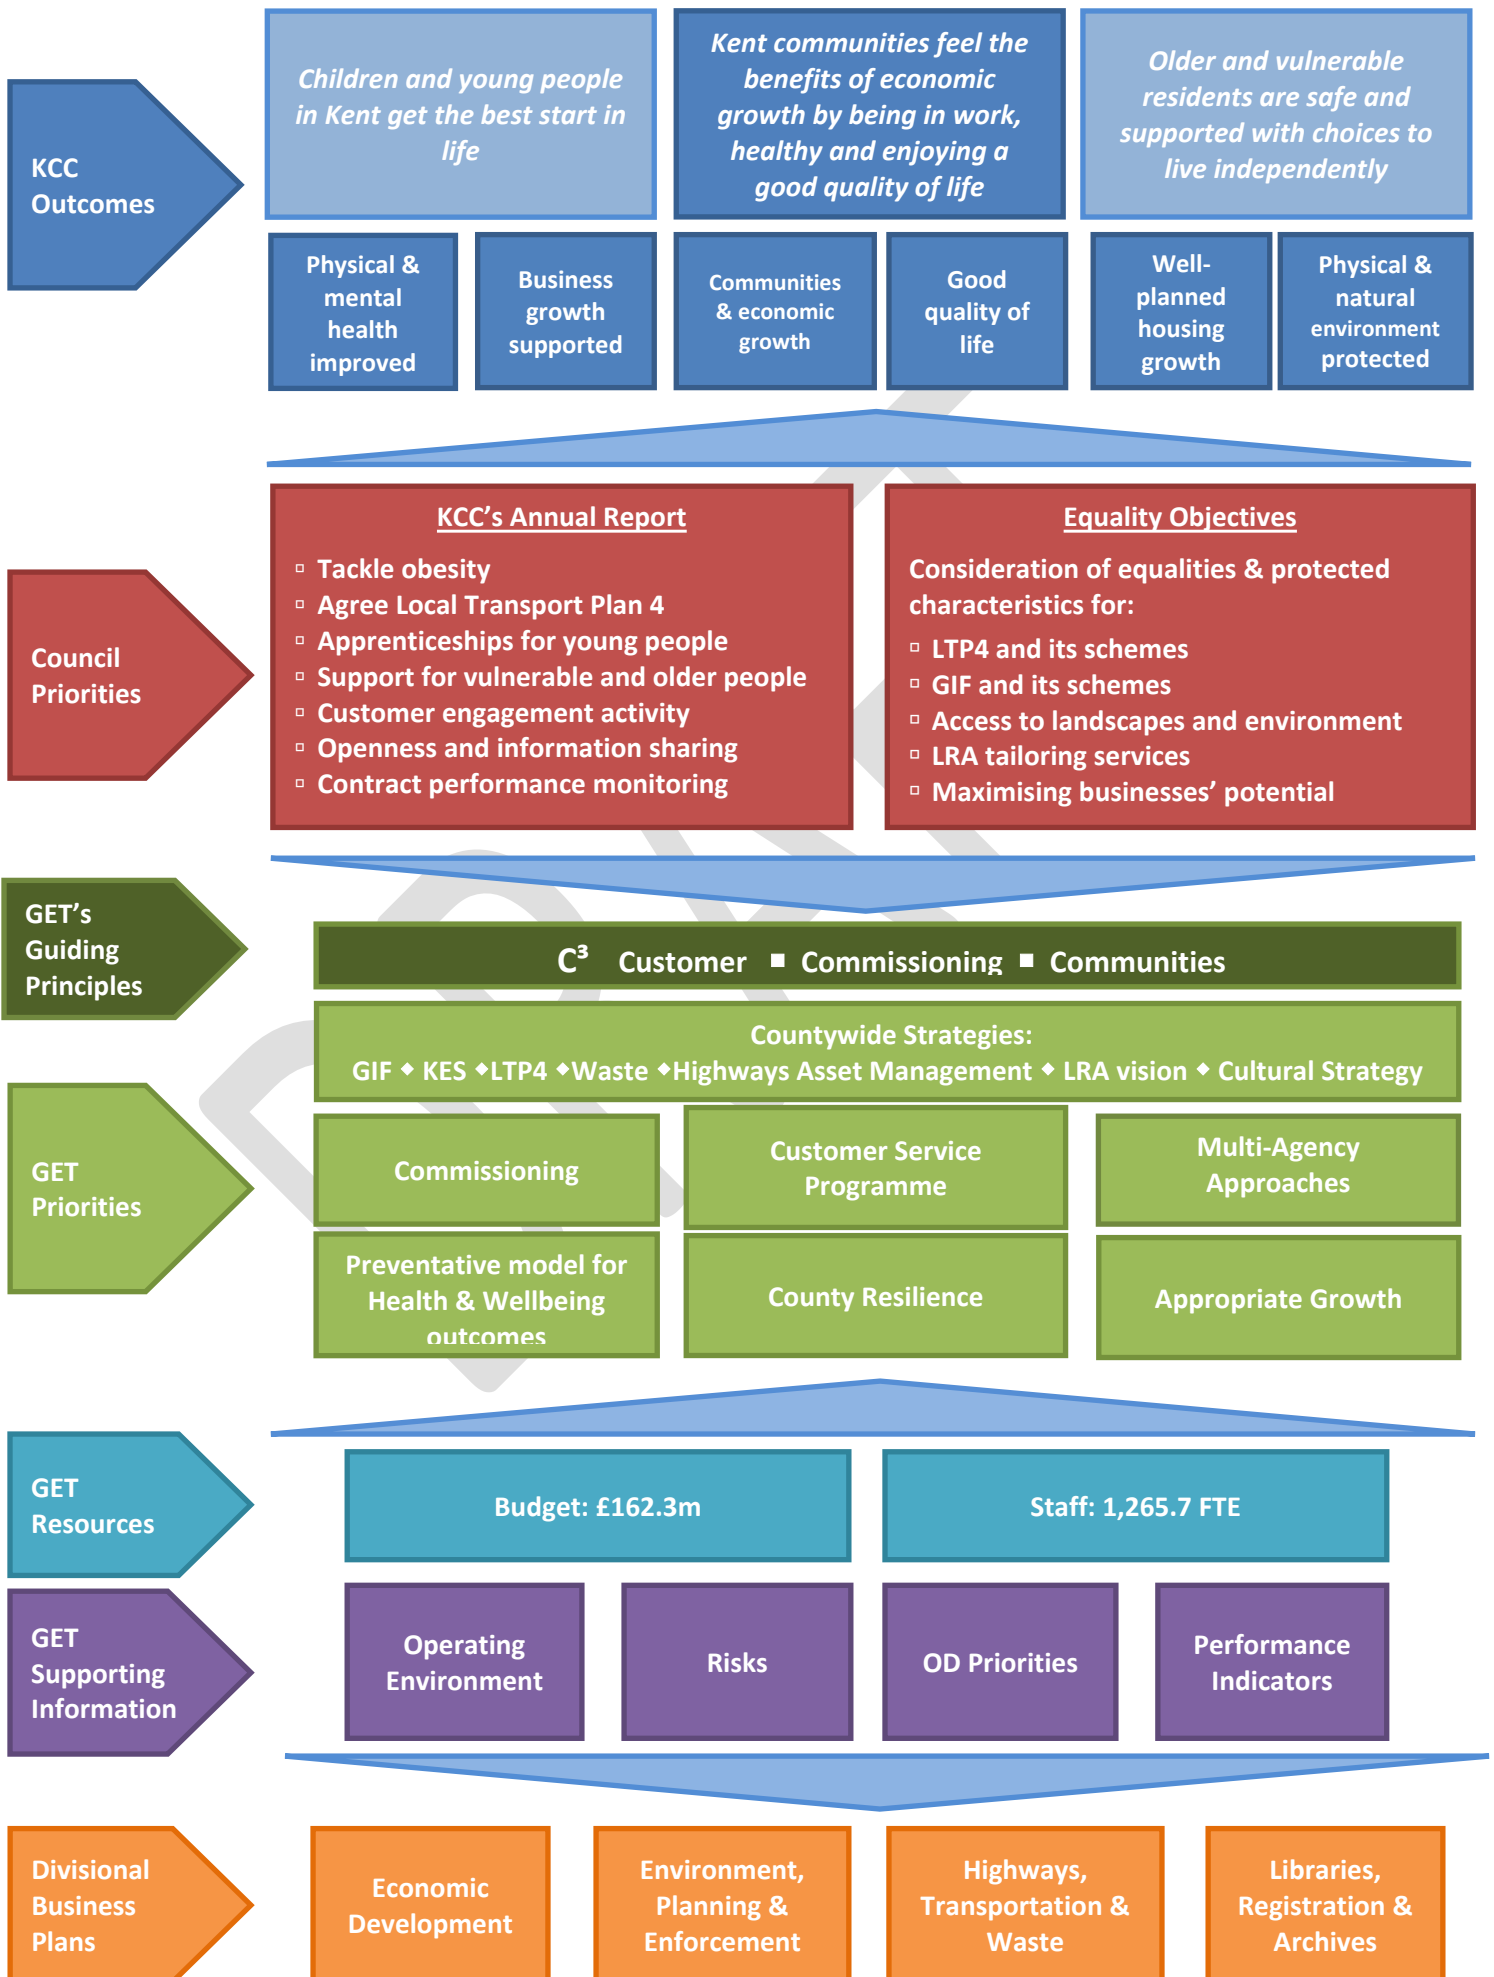 KCC
Outcomes
Children and young people
in Kent get the best start in
life
Kent communities feel the
benefits of economic
growth by being in work,
healthy and enjoying a
good quality of life
Older and vulnerable
residents are safe and
supported with choices to
live independently
Physical &
mental
health
improved
Business
growth
supported
Communities
& economic
growth
Good
quality of
life
Well-
planned
housing
growth
Physical &
natural
environment
protected
Council
Priorities
KCC's Annual Report
▫ Tackle obesity
▫ Agree Local Transport Plan 4
▫ Apprenticeships for young people
▫ Support for vulnerable and older people
▫ Customer engagement activity
▫ Openness and information sharing
▫ Contract performance monitoring
Equality Objectives
Consideration of equalities & protected
characteristics for:
▫ LTP4 and its schemes
▫ GIF and its schemes
▫ Access to landscapes and environment
▫ LRA tailoring services
▫ Maximising businesses' potential
GET's
Guiding
Principles
C³ Customer ▪ Commissioning ▪ Communities
GET
Priorities
Countywide Strategies:
GIF ◆ KES ◆LTP4 ◆Waste ◆Highways Asset Management ◆ LRA vision ◆ Cultural Strategy
Commissioning
Customer Service
Programme
Multi-Agency
Approaches
Preventative model for
Health & Wellbeing
outcomes
County Resilience
Appropriate Growth
GET
Resources
Budget: £162.3m
Staff: 1,265.7 FTE
GET
Supporting
Information
Operating
Environment
Risks
OD Priorities
Performance
Indicators
Divisional
Business
Plans
Economic
Development
Environment,
Planning &
Enforcement
Highways,
Transportation &
Waste
Libraries,
Registration &
Archives
DRAFT